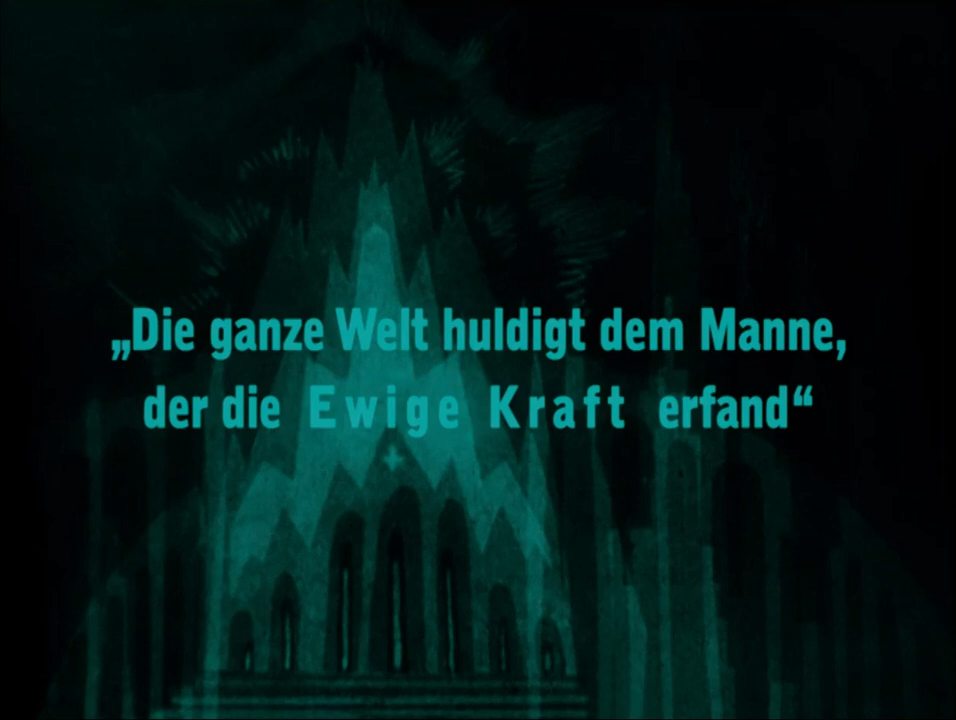 „Die ganze Welt huldigt dem Manne,
der die Ewige Kraft erfand“